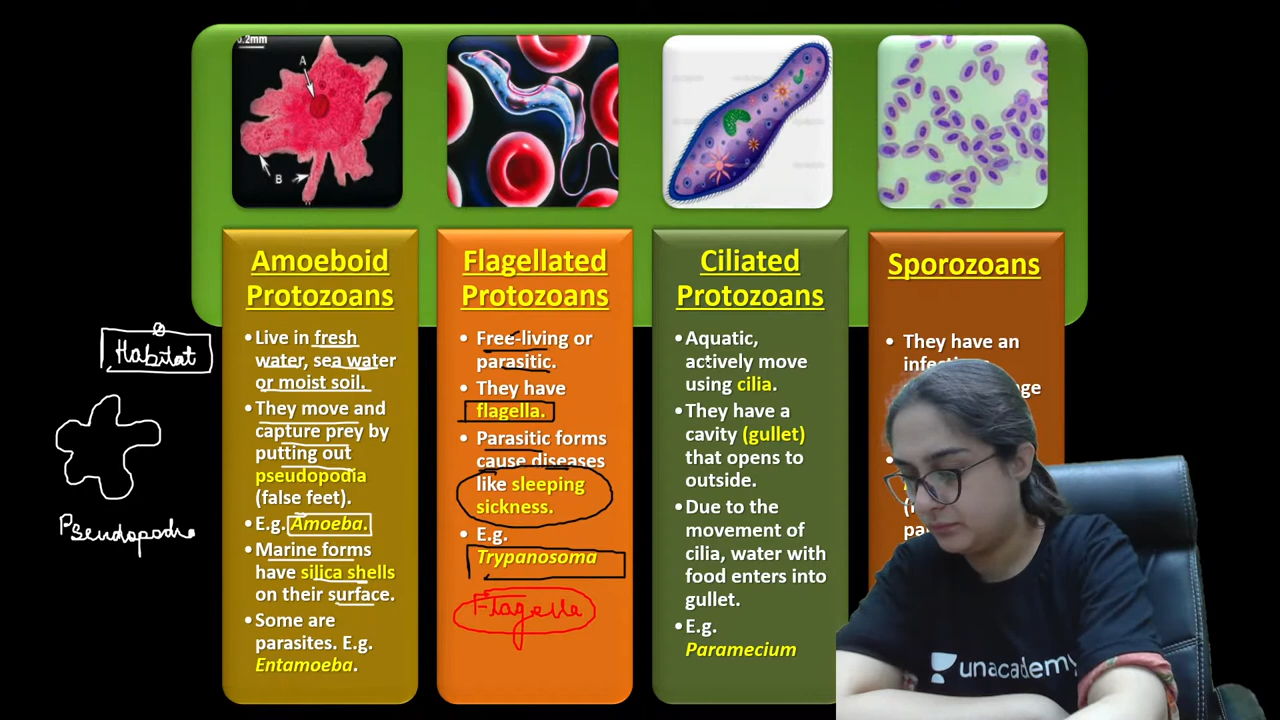 0.2mm
A
B
Amoeboid
Protozoans
• Live in fresh
water, sea water
or moist soil.
• They move and
capture prey by
putting out
pseudopodia
(false feet).
• E.g. Amoeba.
• Marine forms
have silica shells
on their surface.
• Some are
parasites. E.g.
Entamoeba.
Habitat
Pseudopodia
Flagellated
Protozoans
• Free-living or
parasitic.
• They have
flagella.
• Parasitic forms
cause diseases
like sleeping
sickness.
• E.g.
Trypanosoma
Flagella
Ciliated
Protozoans
• Aquatic,
actively move
using cilia.
• They have a
cavity (gullet)
that opens to
outside.
• Due to the
movement of
cilia, water with
food enters into
gullet.
• E.g.
Paramecium
Sporozoans
• They have an
unacademy